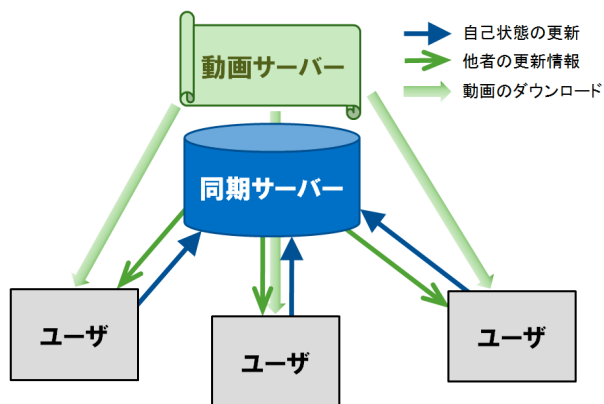 自己状態の更新
他者の更新情報
動画のダウンロード
動画サーバー
同期サーバー
ユーザ
ユーザ
ユーザ